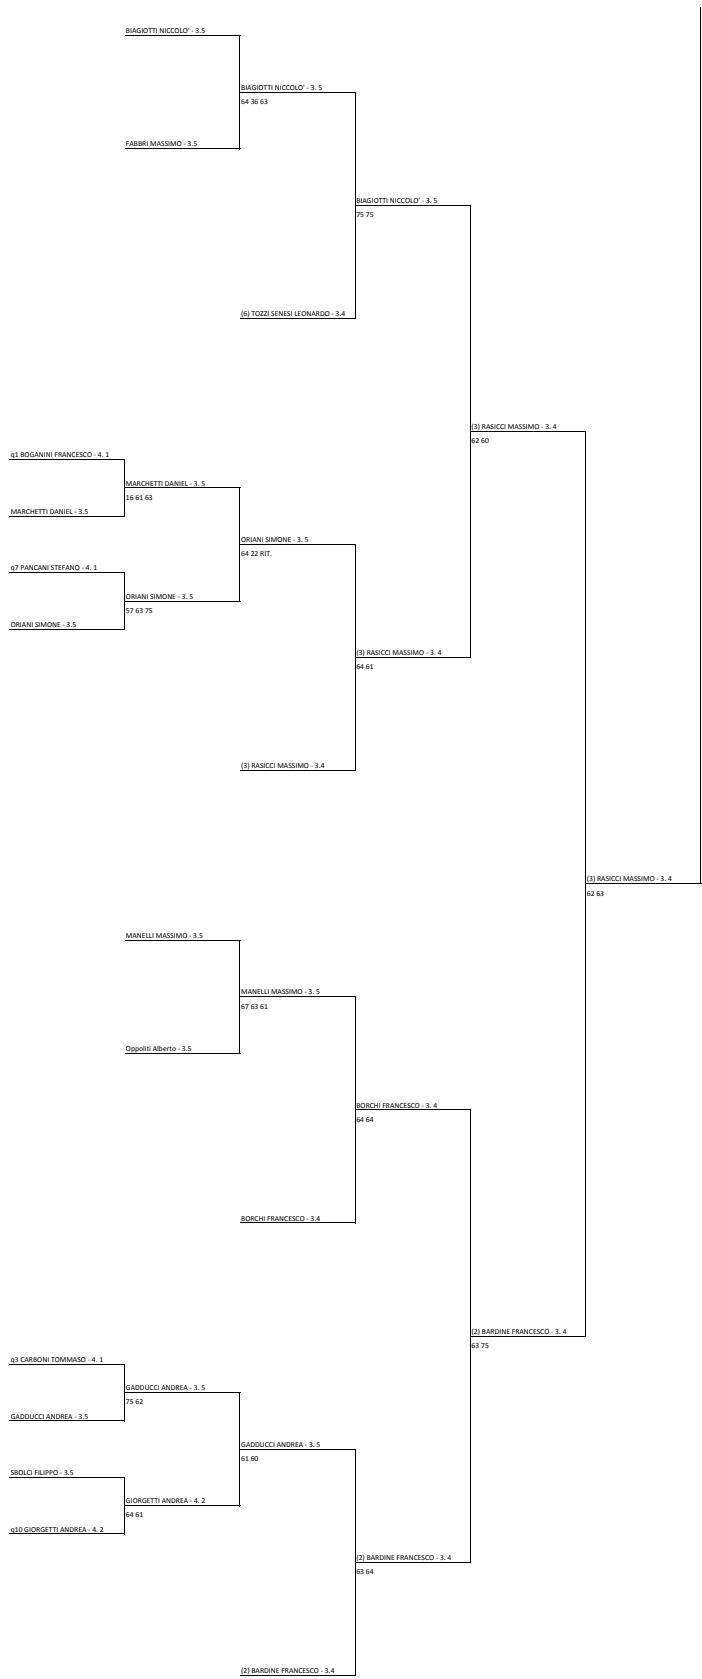 BIAGIOTTI NICCOLO' - 3.5
BIAGIOTTI NICCOLO' - 3. 5
64 36 63
FABBRI MASSIMO - 3.5
BIAGIOTTI NICCOLO' - 3. 5
75 75
(6) TOZZI SENESI LEONARDO - 3.4
(3) RASICCI MASSIMO - 3. 4
62 60
q1 BOGANINI FRANCESCO - 4. 1
MARCHETTI DANIEL - 3. 5
16 61 63
MARCHETTI DANIEL - 3.5
ORIANI SIMONE - 3. 5
64 22 RIT.
q7 PANCANI STEFANO - 4. 1
ORIANI SIMONE - 3. 5
57 63 75
ORIANI SIMONE - 3.5
(3) RASICCI MASSIMO - 3. 4
64 61
(3) RASICCI MASSIMO - 3.4
(3) RASICCI MASSIMO - 3. 4
62 63
MANELLI MASSIMO - 3.5
MANELLI MASSIMO - 3. 5
67 63 61
Oppoliti Alberto - 3.5
BORCHI FRANCESCO - 3. 4
64 64
BORCHI FRANCESCO - 3.4
(2) BARDINE FRANCESCO - 3. 4
63 75
q3 CARBONI TOMMASO - 4. 1
GADDUCCI ANDREA - 3. 5
75 62
GADDUCCI ANDREA - 3.5
GADDUCCI ANDREA - 3. 5
61 60
SBOLCI FILIPPO - 3.5
GIORGETTI ANDREA - 4. 2
64 61
q10 GIORGETTI ANDREA - 4. 2
(2) BARDINE FRANCESCO - 3. 4
63 64
(2) BARDINE FRANCESCO - 3.4